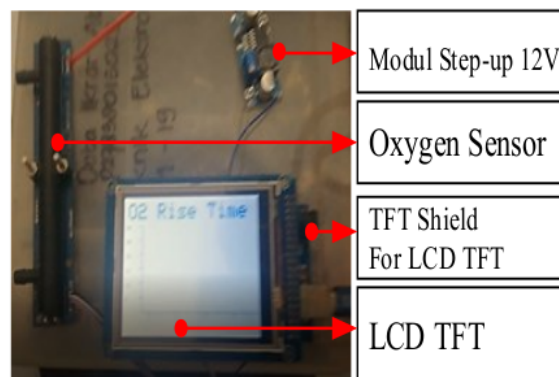 Modul Step-up 12V
Oxygen Sensor
TFT Shield
For LCD TFT
LCD TFT
O2 Rise Time